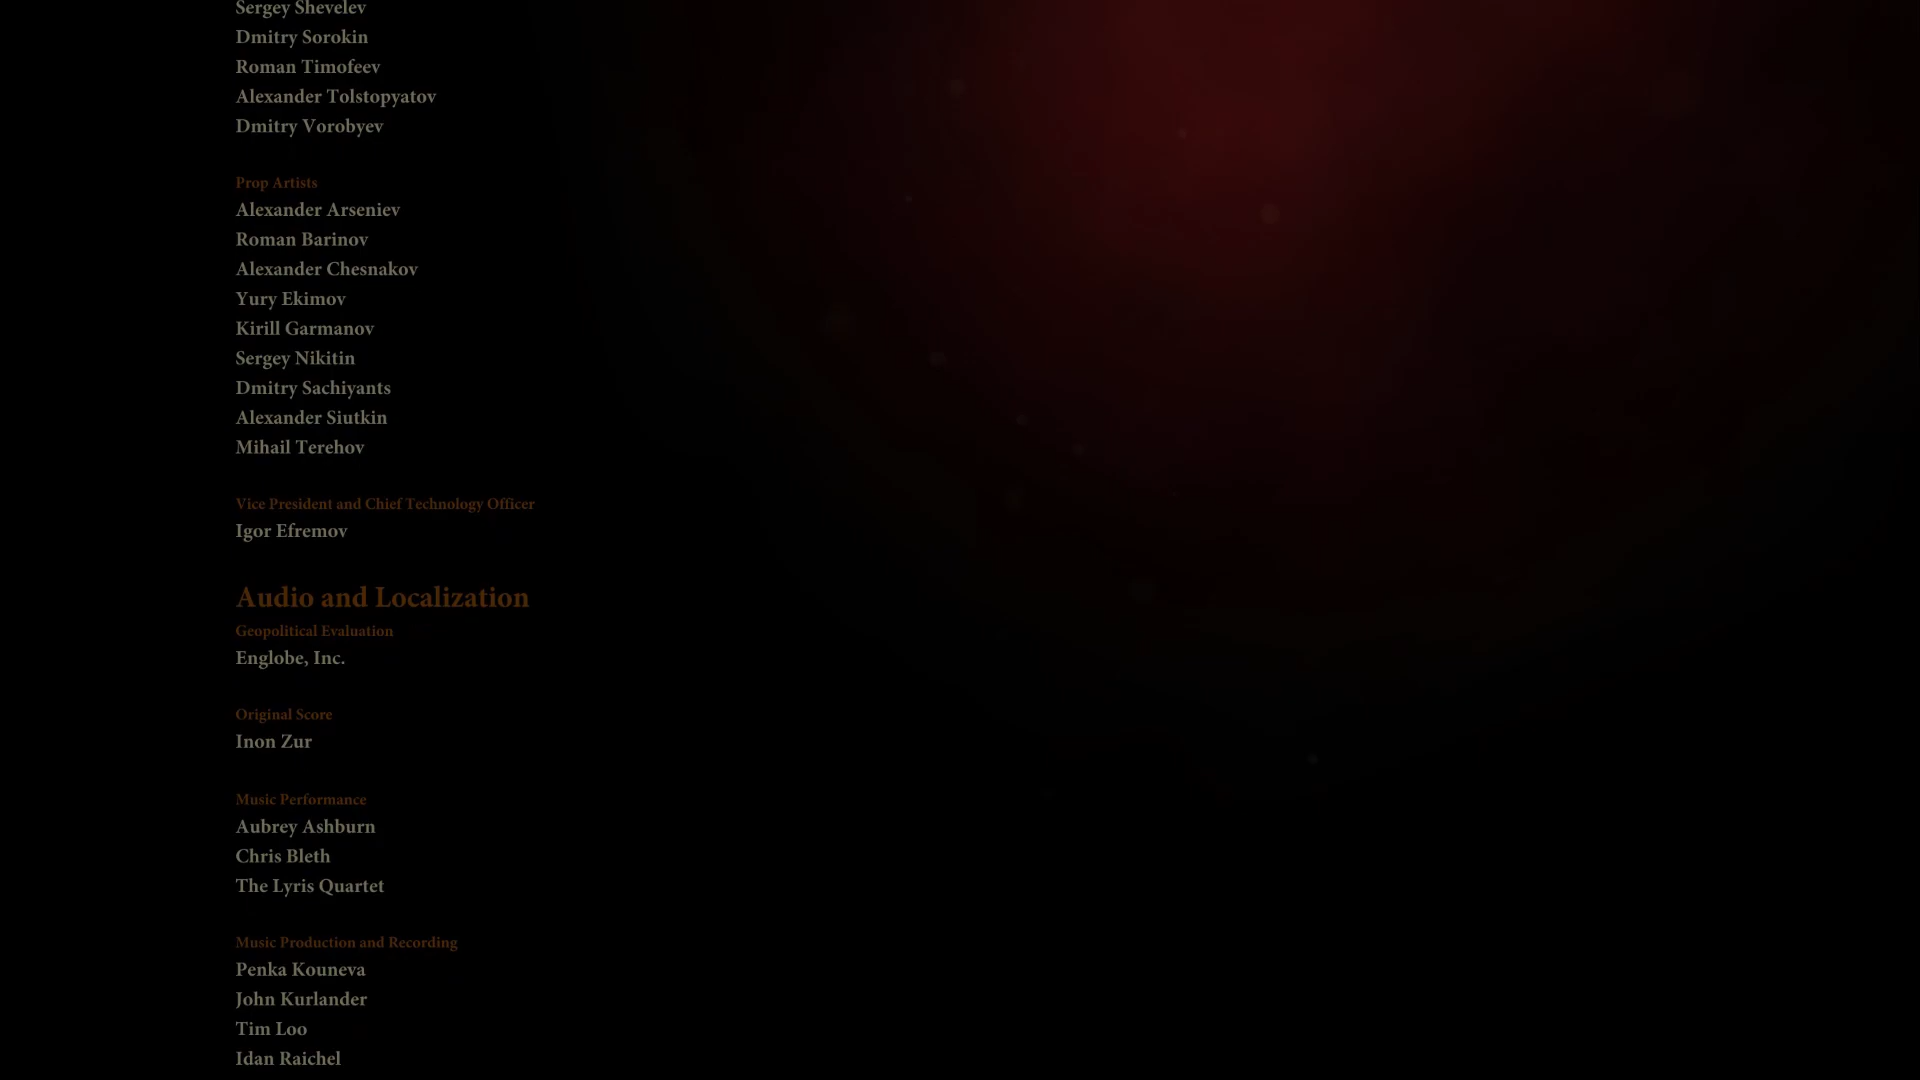 Sergey Shevelev
Dmitry Sorokin
Roman Timofeev
Alexander Tolstopyatov
Dmitry Vorobyev
Prop Artists
Alexander Arseniev
Roman Barinov
Alexander Chesnakov
Yury Ekimov
Kirill Garmanov
Sergey Nikitin
Dmitry Sachiyants
Alexander Siutkin
Mihail Terehov
Vice President and Chief Technology Officer
Igor Efremov
Audio and Localization
Geopolitical Evaluation
Englobe, Inc.
Original Score
Inon Zur
Music Performance
Aubrey Ashburn
Chris Bleth
The Lyris Quartet
Music Production and Recording
Penka Kouneva
John Kurlander
Tim Loo
Idan Raichel